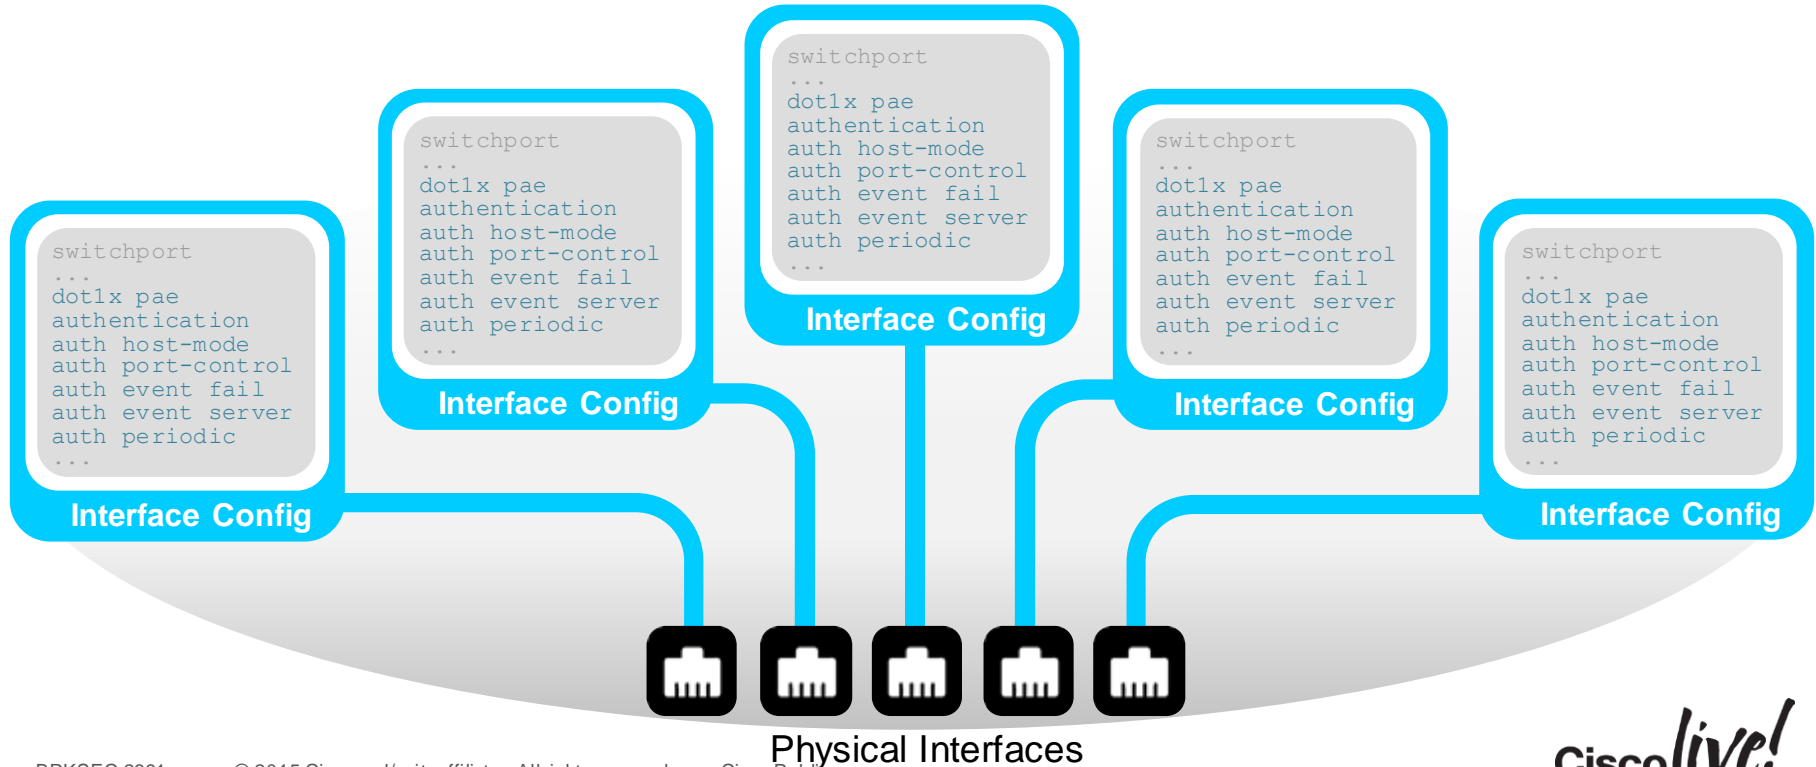 switchport
...
dot1x pae
authentication
auth host-mode
auth port-control
auth event fail
auth event server
auth periodic
...
Interface Config
switchport
...
dot1x pae
authentication
auth host-mode
auth port-control
auth event fail
auth event server
auth periodic
...
Interface Config
switchport
...
dot1x pae
authentication
auth host-mode
auth port-control
auth event fail
auth event server
auth periodic
...
Interface Config
switchport
...
dot1x pae
authentication
auth host-mode
auth port-control
auth event fail
auth event server
auth periodic
...
Interface Config
switchport
...
dot1x pae
authentication
auth host-mode
auth port-control
auth event fail
auth event server
auth periodic
...
Interface Config
Physical Interfaces
Cisco live!